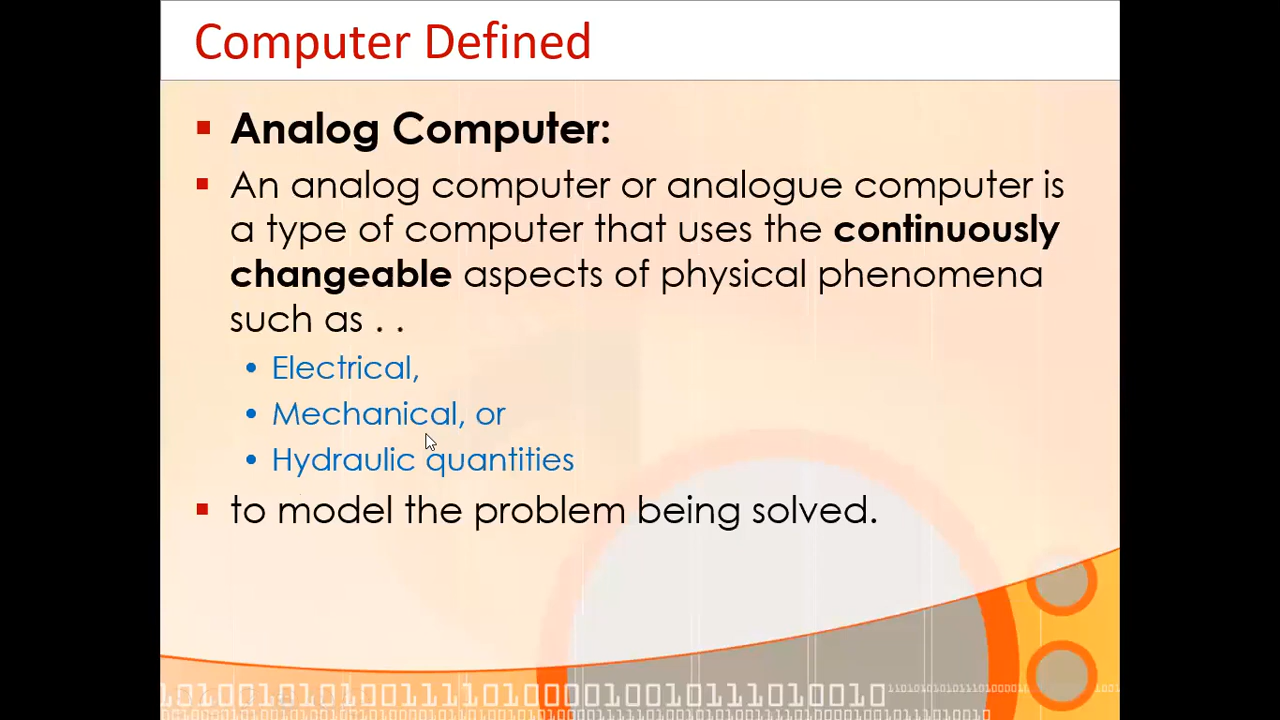 Computer Defined
Analog Computer:
An analog computer or analogue computer is
a type of computer that uses the continuously
changeable aspects of physical phenomena
such as . .
• Electrical,
• Mechanical, or
• Hydraulic quantities
to model the problem being solved.